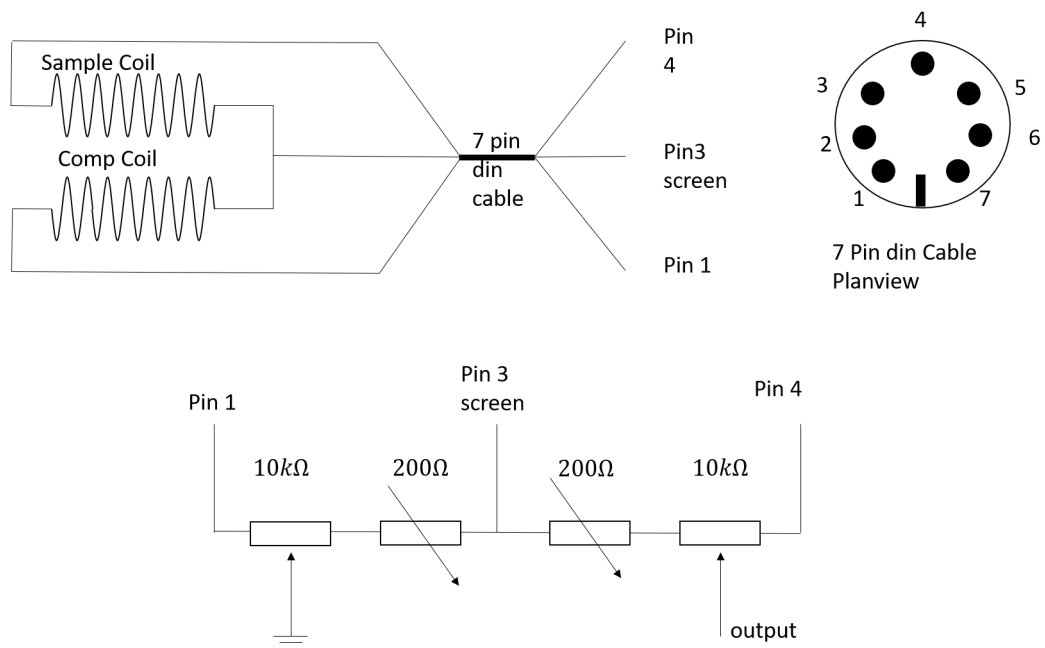 Sample Coil
Comp Coil
7 pin
din
cable
Pin
4
Pin3
screen
Pin 1
4
3
5
2
6
1
7
7 Pin din Cable
Planview
Pin 1
Pin 3
screen
Pin 4
10kΩ
200Ω
200Ω
10kΩ
output